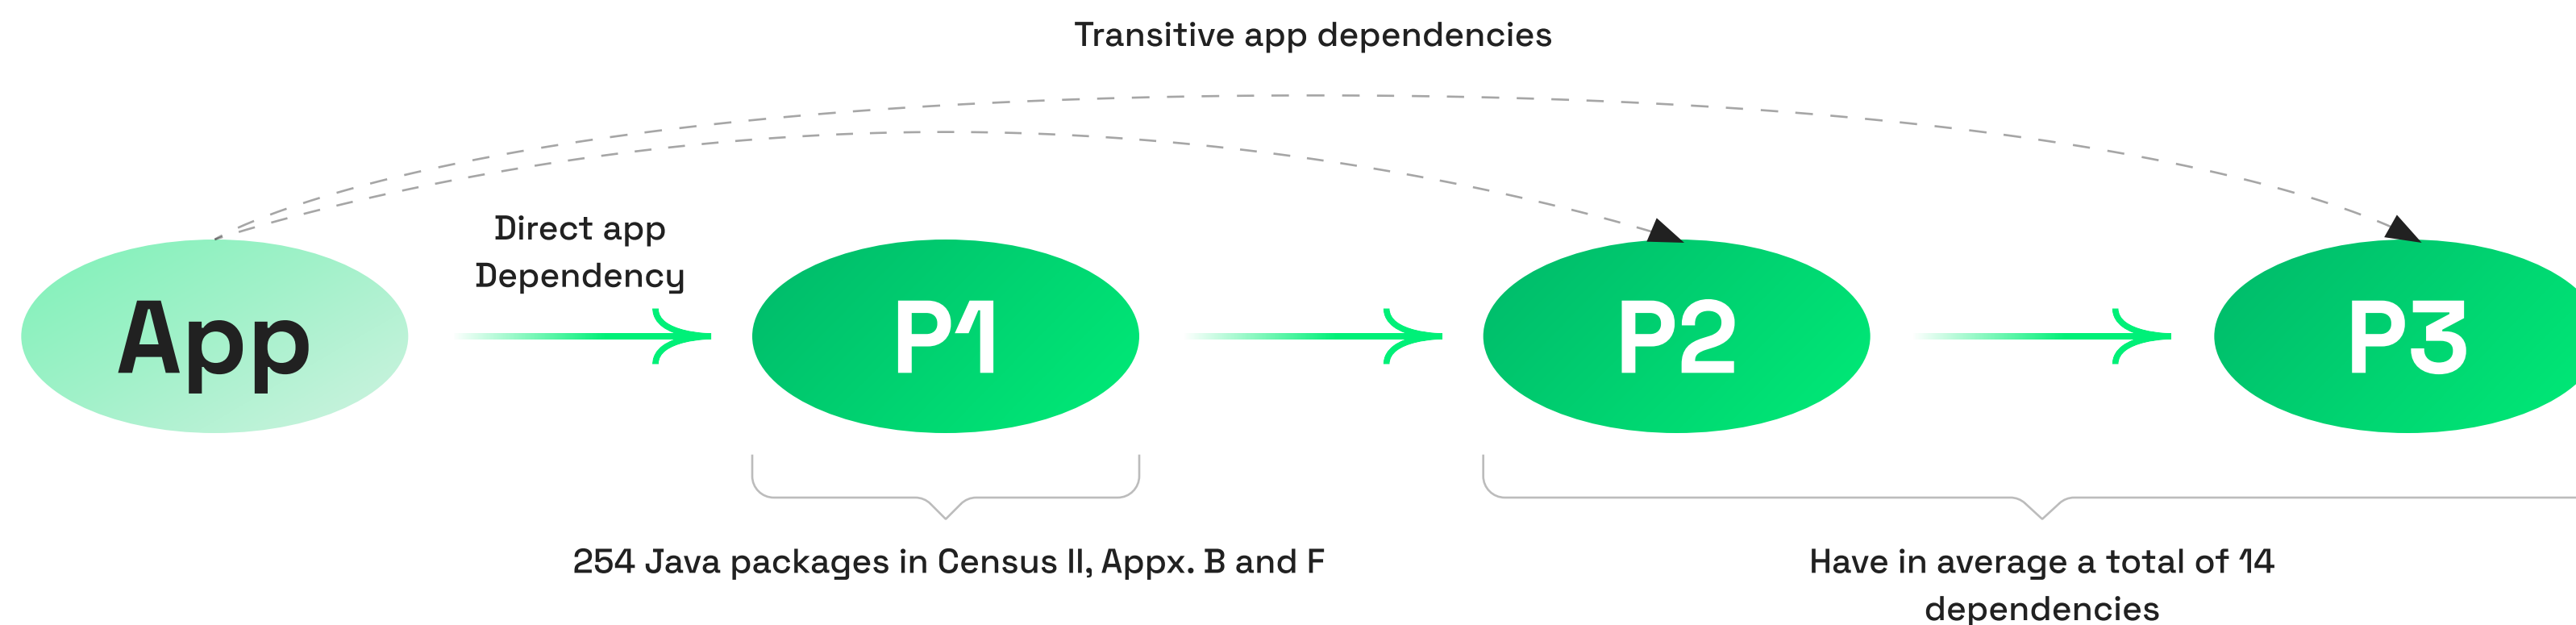 Transitive app dependencies
Direct app
Dependency
App
P1
P2
P3
254 Java packages in Census II, Appx. B and F
Have in average a total of 14
dependencies